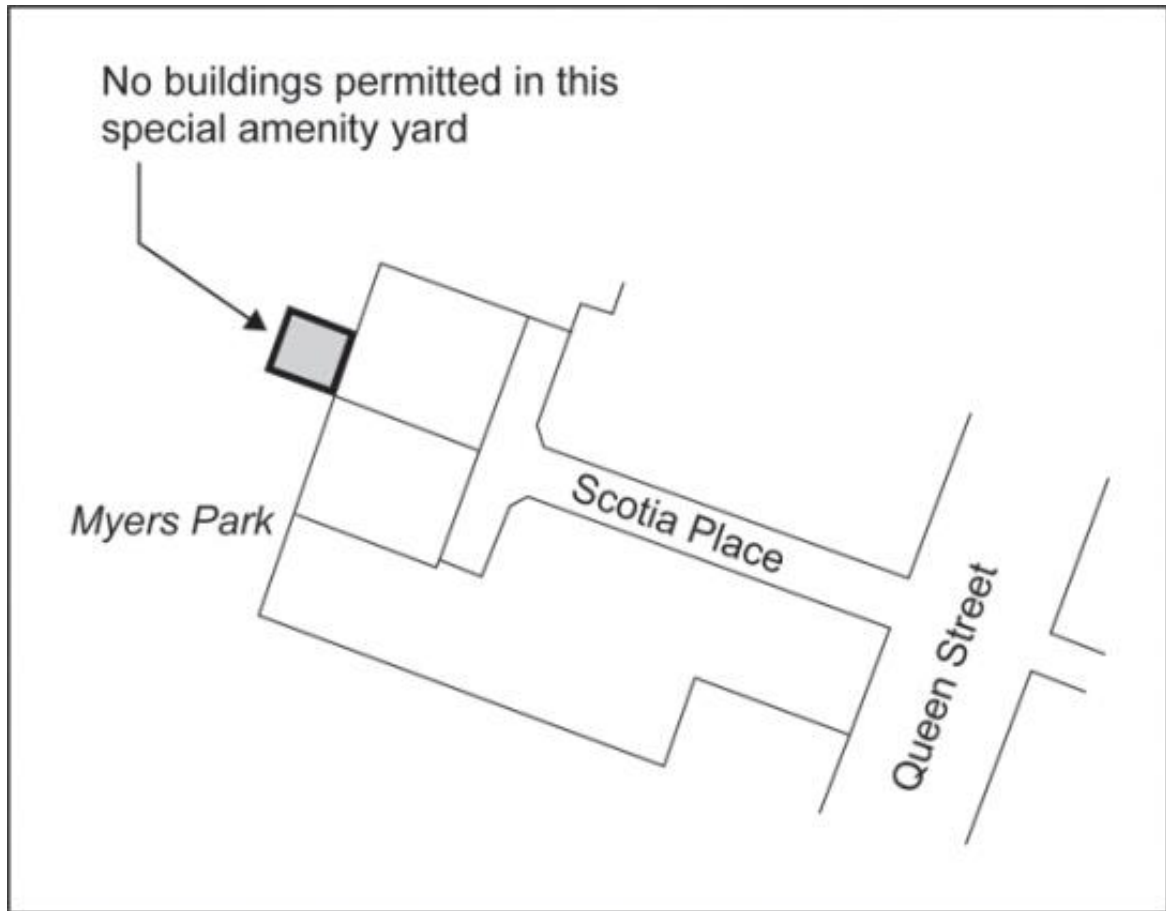 No buildings permitted in this
special amenity yard
Myers Park
Scotia Place
Queen Street